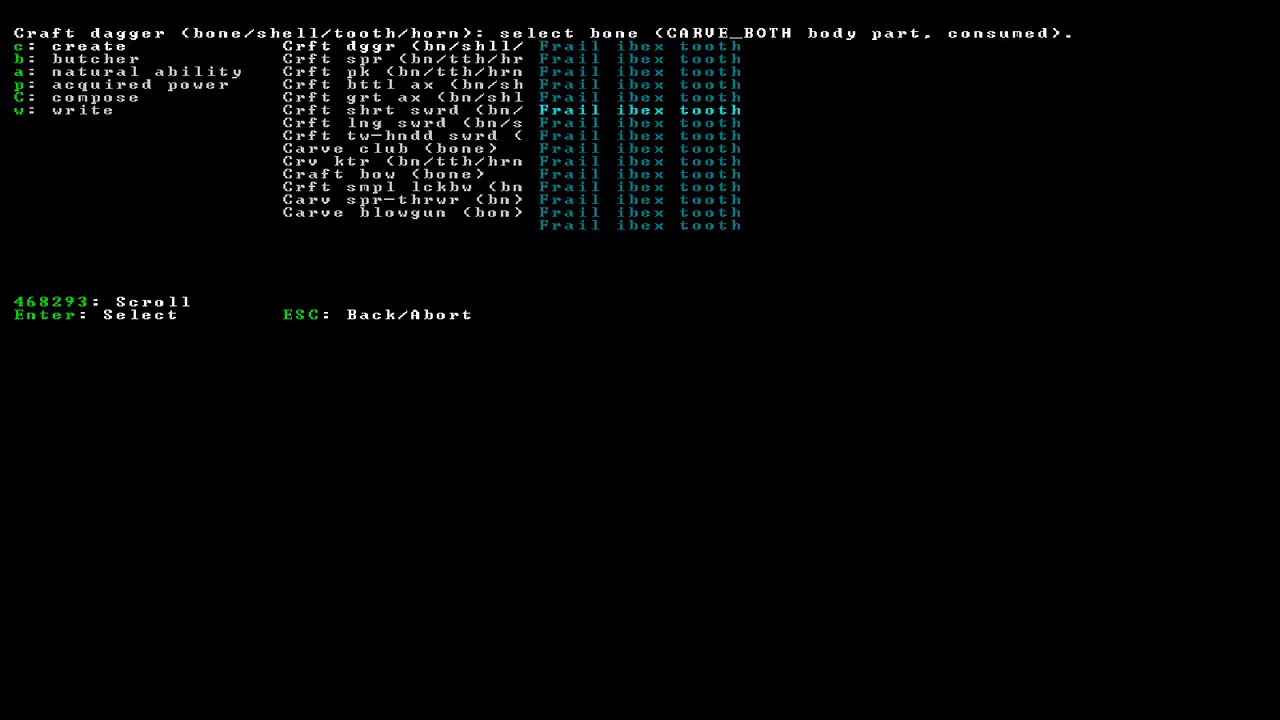 Craft dagger (bone/shell/tooth/horn): select bone (CARVE_BOTH body part, consumed).
c: create Crft dggr (bn/shll/ Frail ibex tooth
b: butcher Crft spr (bn/tth/hr Frail ibex tooth
a: natural ability Crft pk (bn/tth/hrn Frail ibex tooth
p: acquired power Crft bttl ax (bn/sh Frail ibex tooth
C: compose Crft grt ax (bn/shl Frail ibex tooth
w: write Crft shrt swrd (bn/ Frail ibex tooth
Crft lng swrd (bn/s Frail ibex tooth
Crft tw-hndd swrd ( Frail ibex tooth
Carve club (bone) Frail ibex tooth
Crv ktr (bn/tth/hrn Frail ibex tooth
Craft bow (bone) Frail ibex tooth
Crft smpl lckbw (bn Frail ibex tooth
Carv spr-thrwr (bn) Frail ibex tooth
Carve blowgun (bon) Frail ibex tooth
Frail ibex tooth
468293: Scroll
Enter: Select ESC: Back/Abort